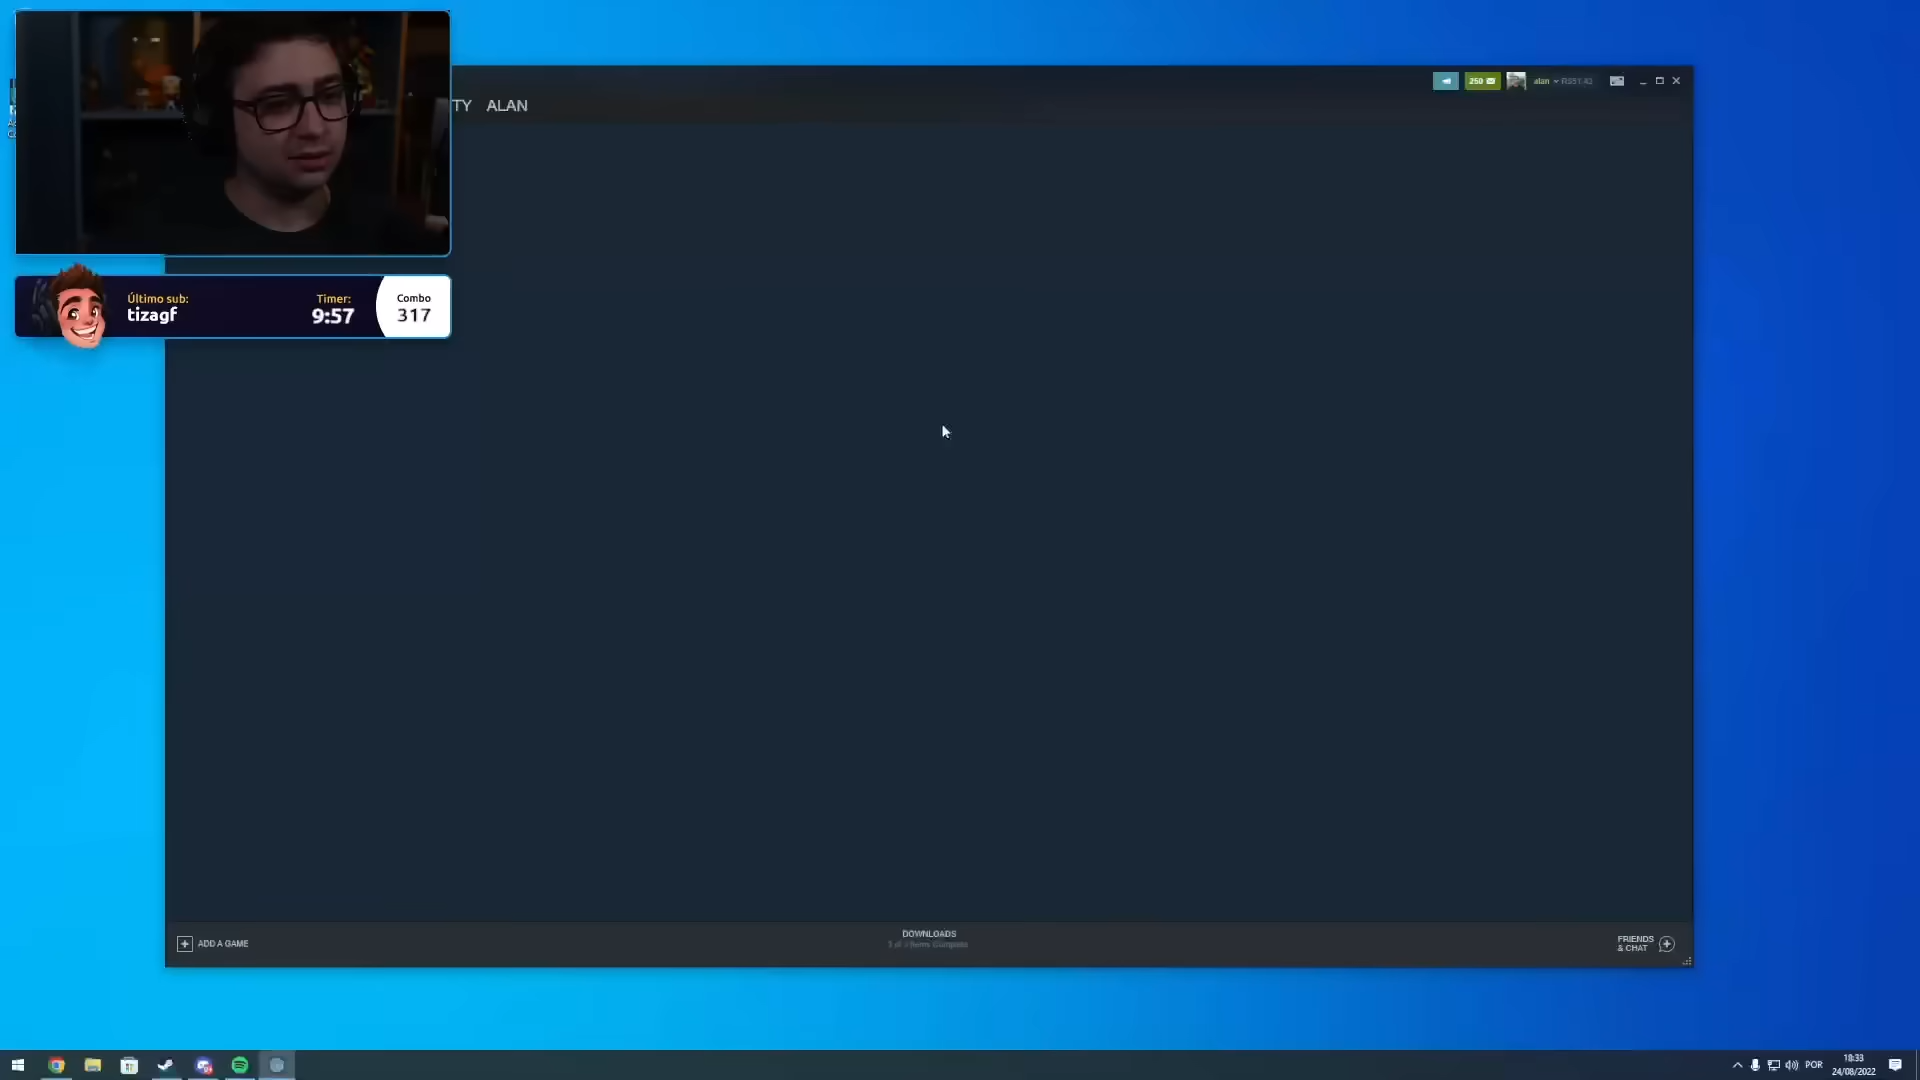 TY ALAN
250
alan
Último sub:
tizagf
Timer:
9:57
Combo
317
ADD A GAME
DOWNLOADS
FRIENDS
& CHAT
POR
18:33
24/08/2022